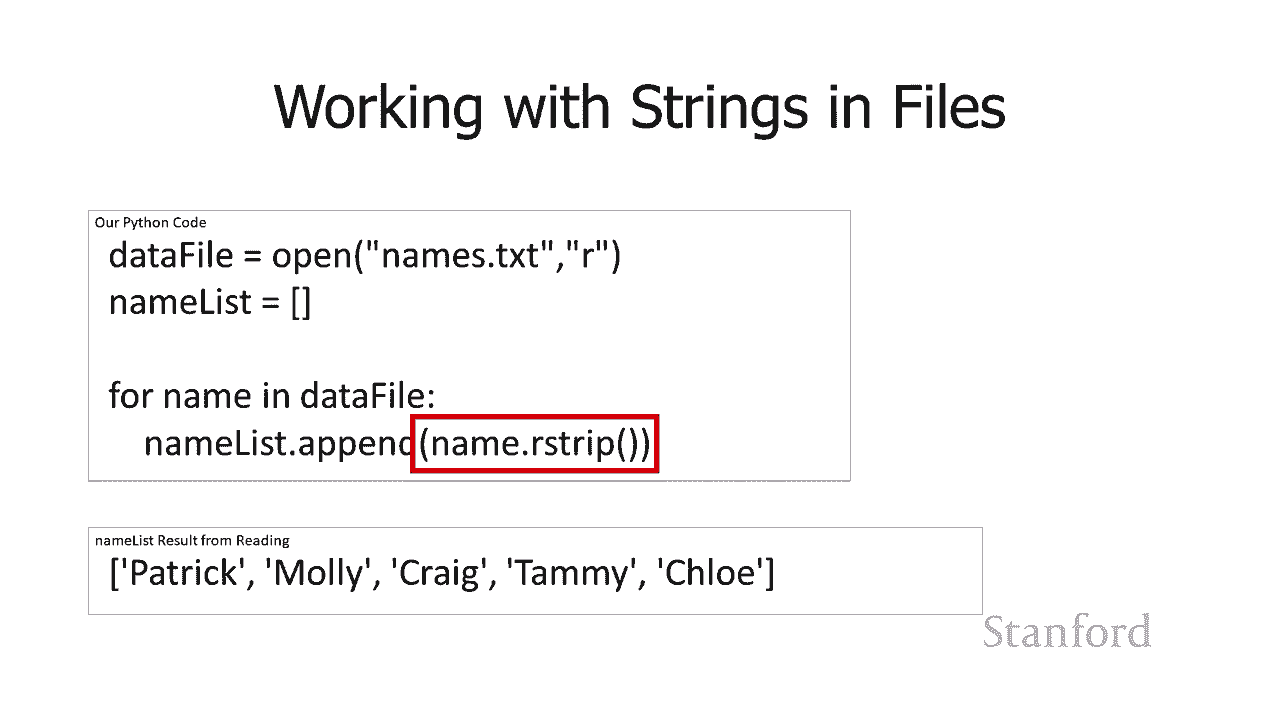 Working with Strings in Files
Our Python Code
dataFile = open("names.txt","r")
nameList = []
for name in dataFile:
nameList.append(name.rstrip())
nameList Result from Reading
['Patrick', 'Molly', 'Craig', 'Tammy', 'Chloe']
Stanford